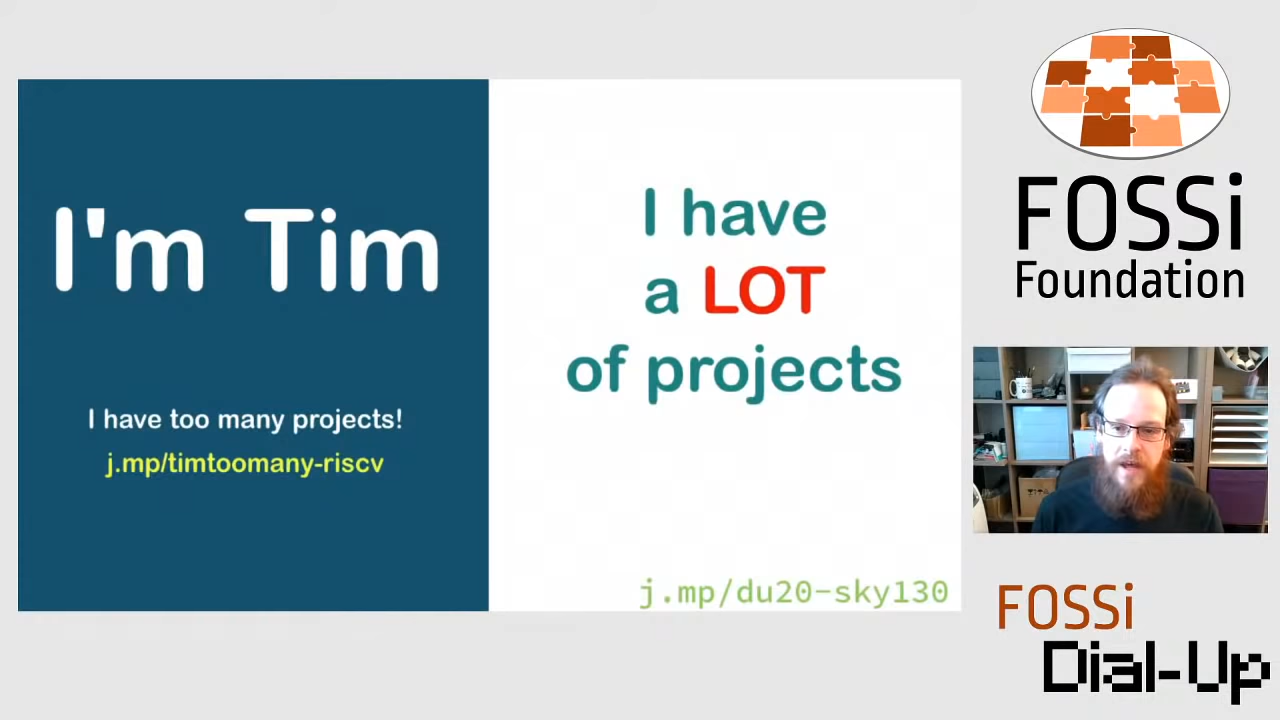 I'm Tim
I have too many projects!
j.mp/timtoomany-riscv
I have
a LOT
of projects
j.mp/du20-sky130
FOSSi
Foundation
FOSSi
Dial-Up